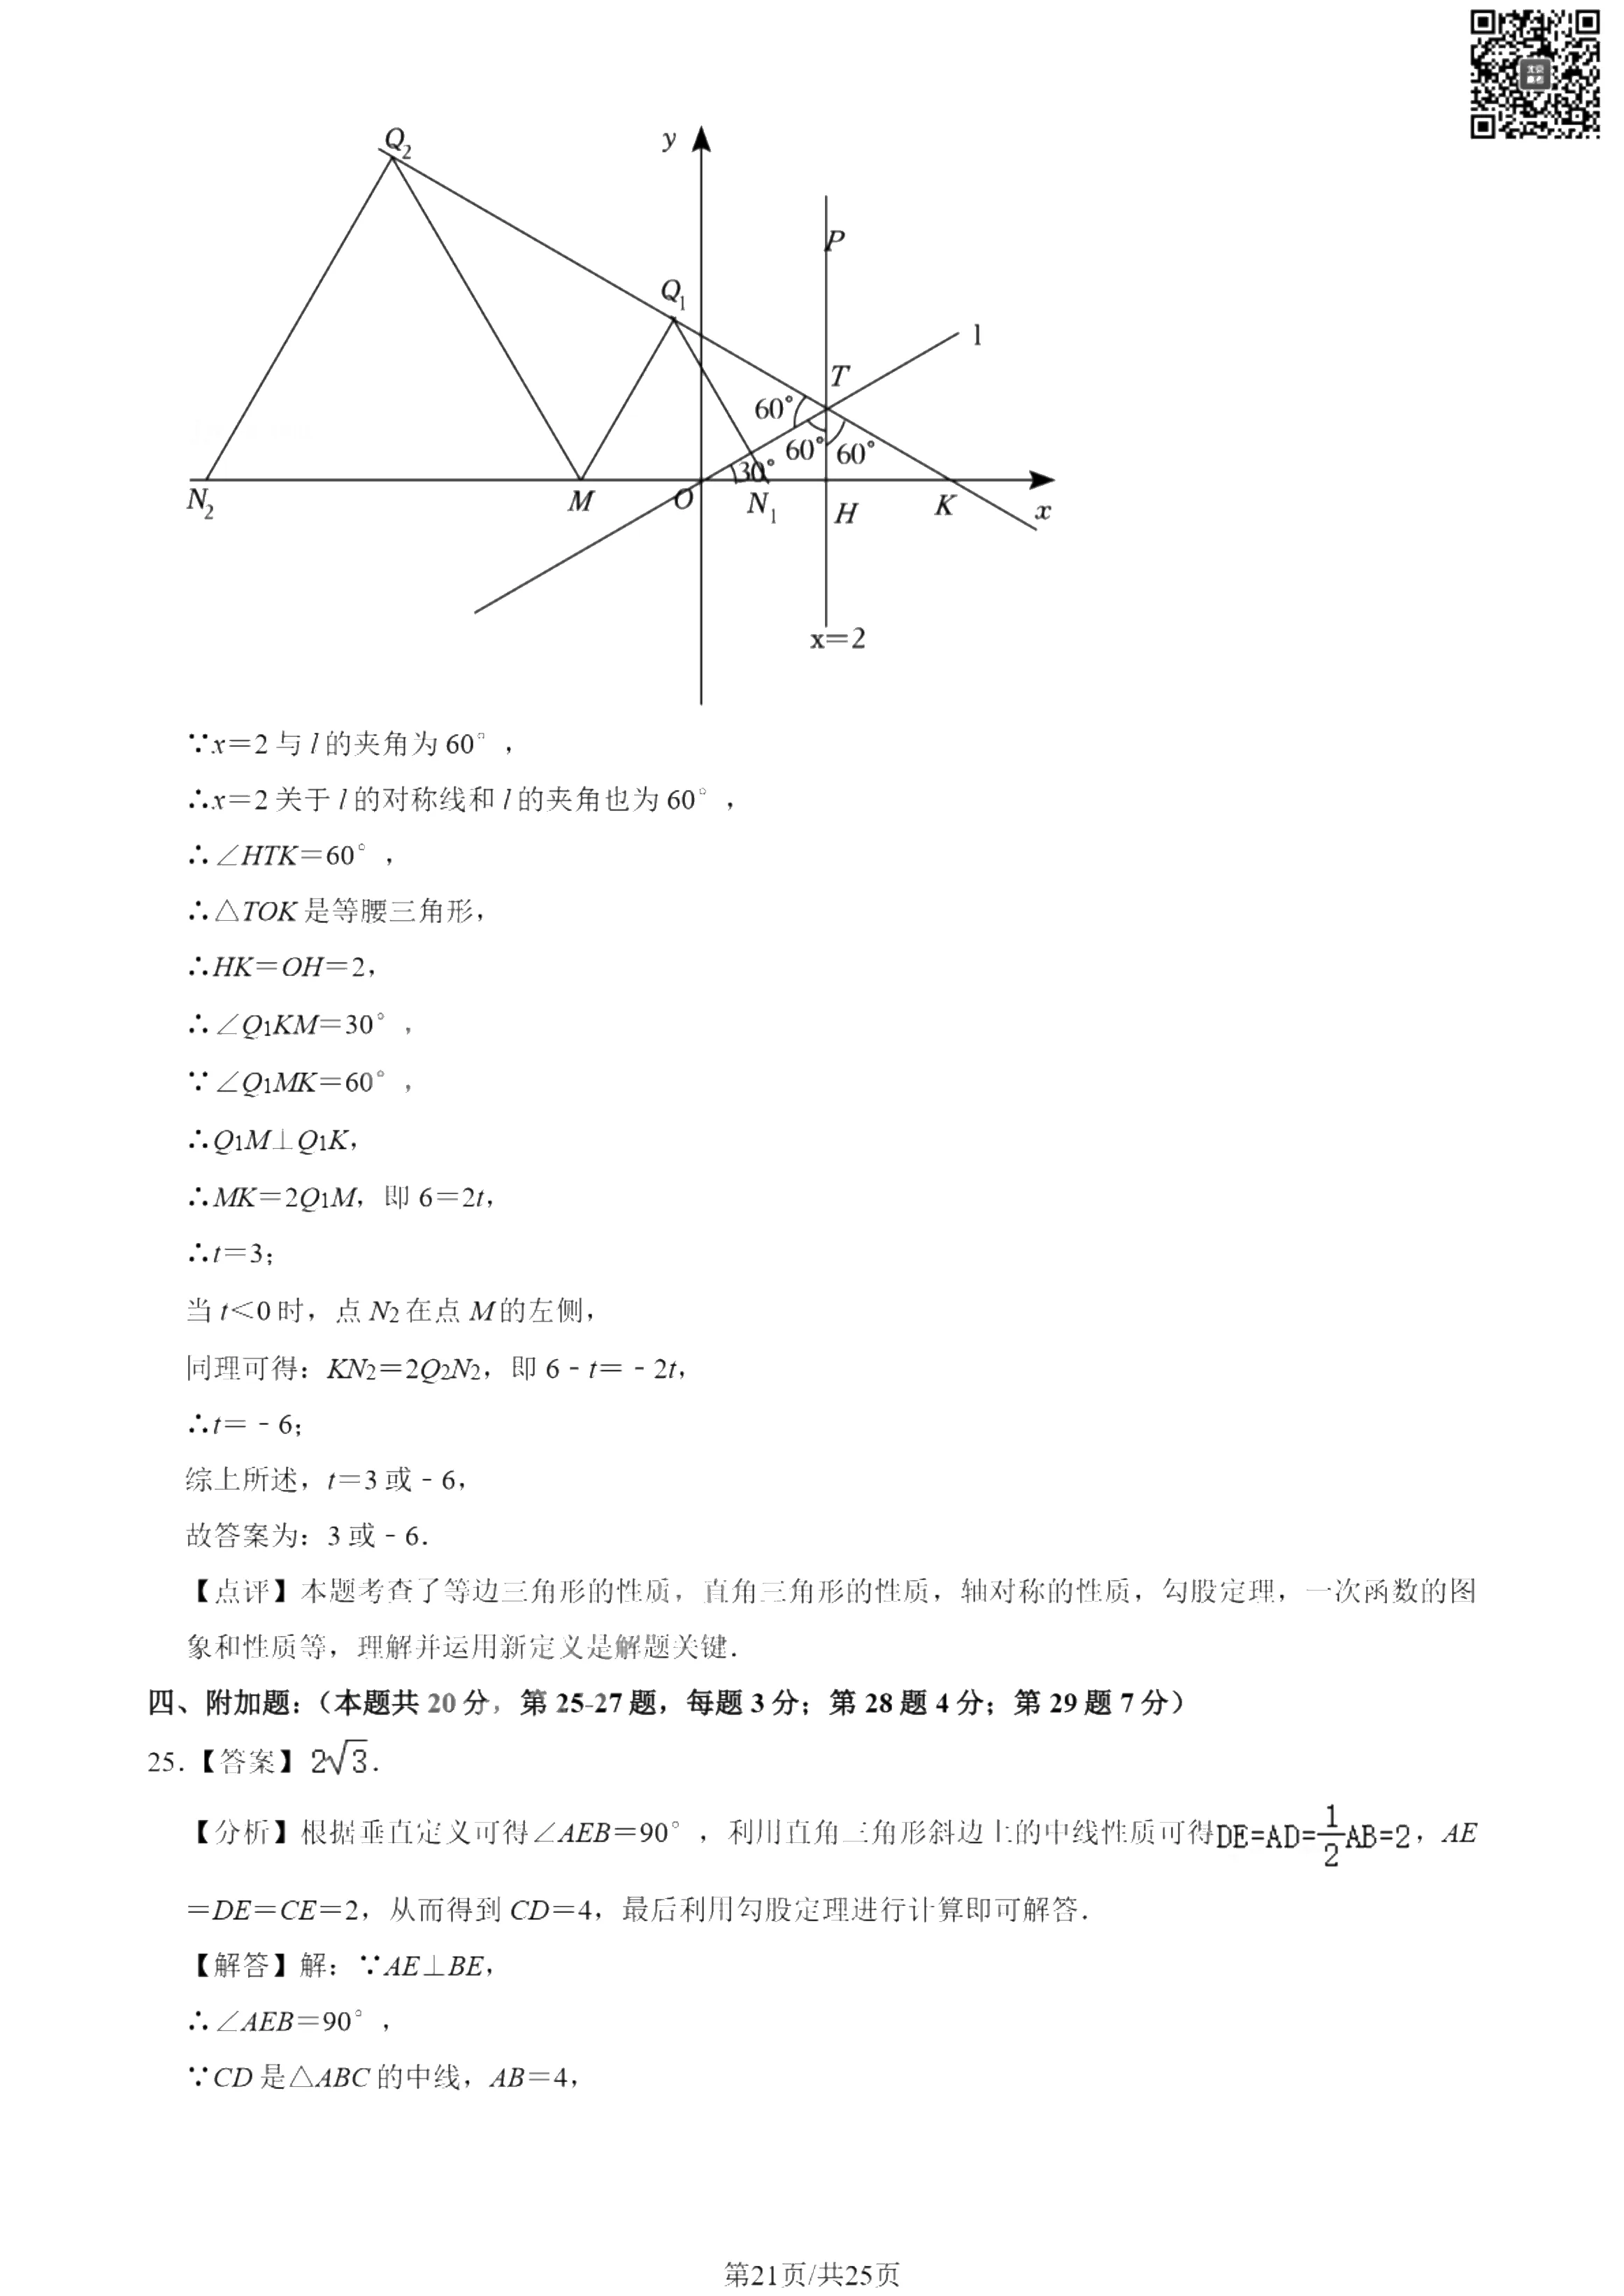 Q₂
y
P
Q₁
l
T
60°
60°
60°
30°
N₂
M
O
N₁
H
K
x
x=2
∵x=2与l的夹角为60°，
∴x=2关于l的对称线和l的夹角也为60°，
∴∠HTK=60°，
∴△TOK是等腰三角形，
∴HK=OH=2，
∴∠Q₁KM=30°，
∵∠Q₁MK=60°，
∴Q₁M⊥Q₁K，
∴MK=2Q₁M，即6=2t，
∴t=3；
当t<0时，点N₂在点M的左侧，
同理可得：KN₂=2Q₂N₂，即6﹣t=﹣2t，
∴t=﹣6；
综上所述，t=3或﹣6，
故答案为：3或﹣6．
【点评】本题考查了等边三角形的性质，直角三角形的性质，轴对称的性质，勾股定理，一次函数的图
象和性质等，理解并运用新定义是解题关键．
四、附加题：（本题共20分，第25-27题，每题3分；第28题4分；第29题7分）
25．【答案】2√3．
【分析】根据垂直定义可得∠AEB=90°，利用直角三角形斜边上的中线性质可得DE=AD=1/2AB=2，AE
=DE=CE=2，从而得到CD=4，最后利用勾股定理进行计算即可解答．
【解答】解：∵AE⊥BE，
∴∠AEB=90°，
∵CD是△ABC的中线，AB=4，
第21页/共25页